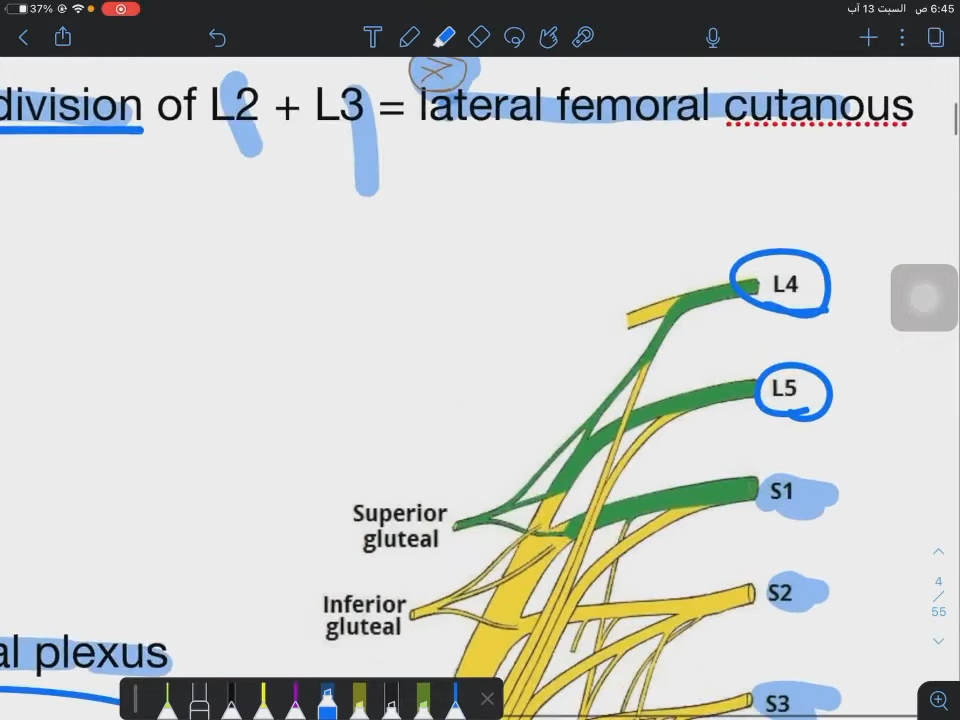 37%
السبت 13 آب 6:45 ص
division of L2 + L3 = lateral femoral cutanous
L4
L5
S1
Superior
gluteal
S2
Inferior
gluteal
4
/
55
al plexus
S3